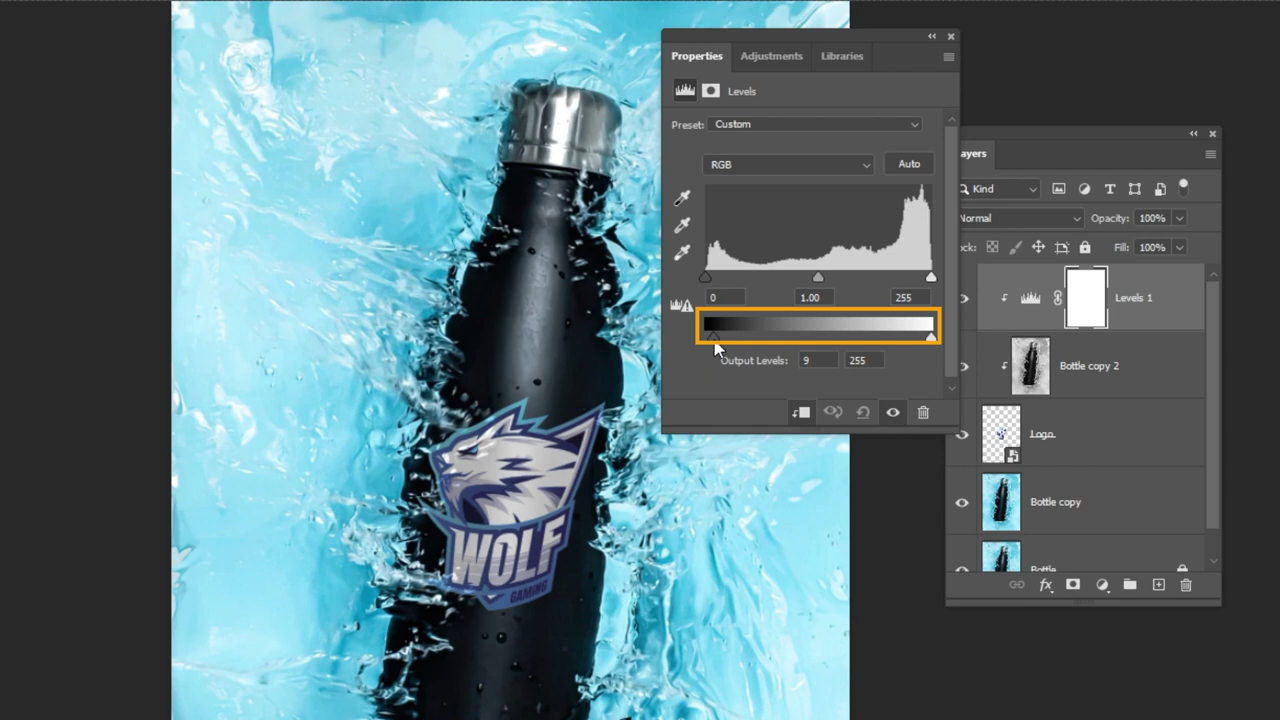 Properties
Adjustments
Libraries
Levels
Preset: Custom
RGB
Auto
0
1.00
255
Output Levels: 9 255
ayers
Kind
Normal
Opacity: 100%
ock:
Fill: 100%
Levels 1
Bottle copy 2
Logo
Bottle copy
Bottle
WOLF
GAMING